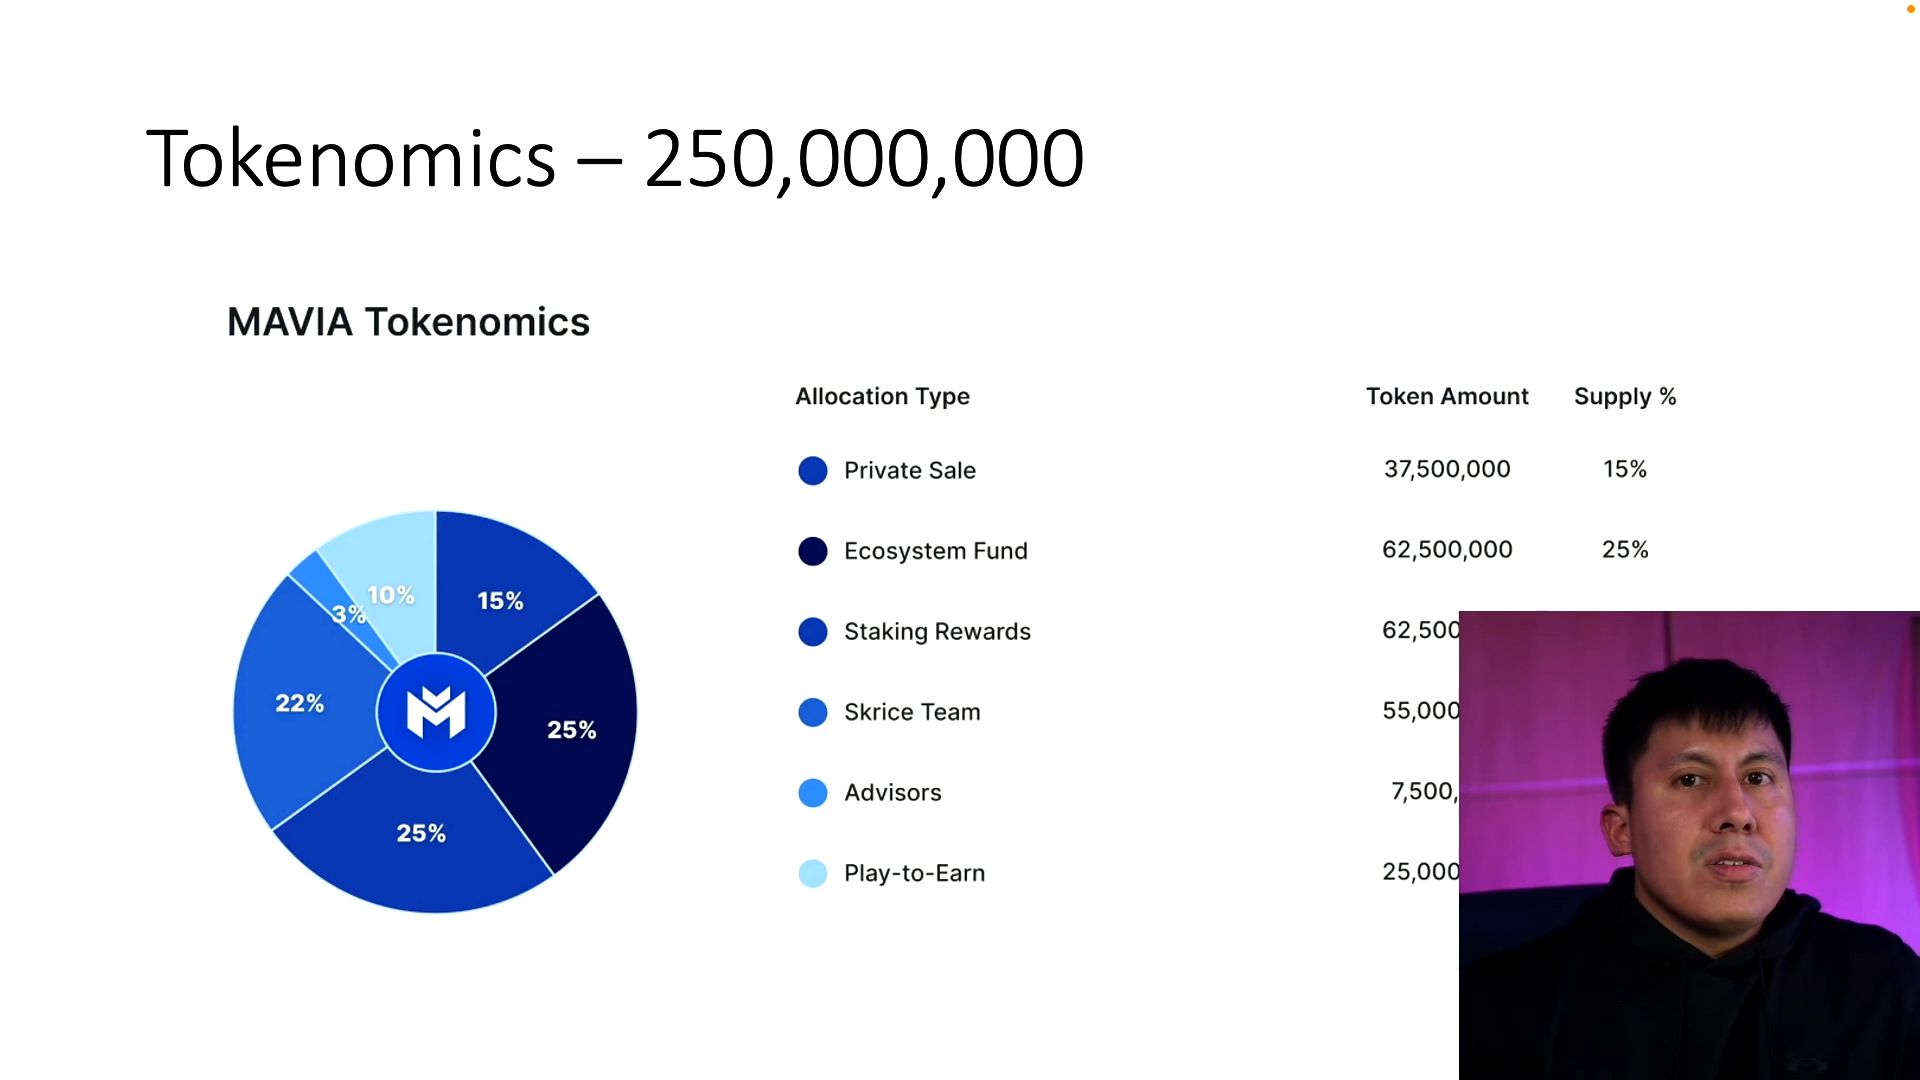 Tokenomics – 250,000,000
MAVIA Tokenomics
Allocation Type Token Amount Supply %
Private Sale 37,500,000 15%
Ecosystem Fund 62,500,000 25%
Staking Rewards 62,500
Skrice Team 55,000
Advisors 7,500,
Play-to-Earn 25,000
10%
15%
3%
22%
25%
25%